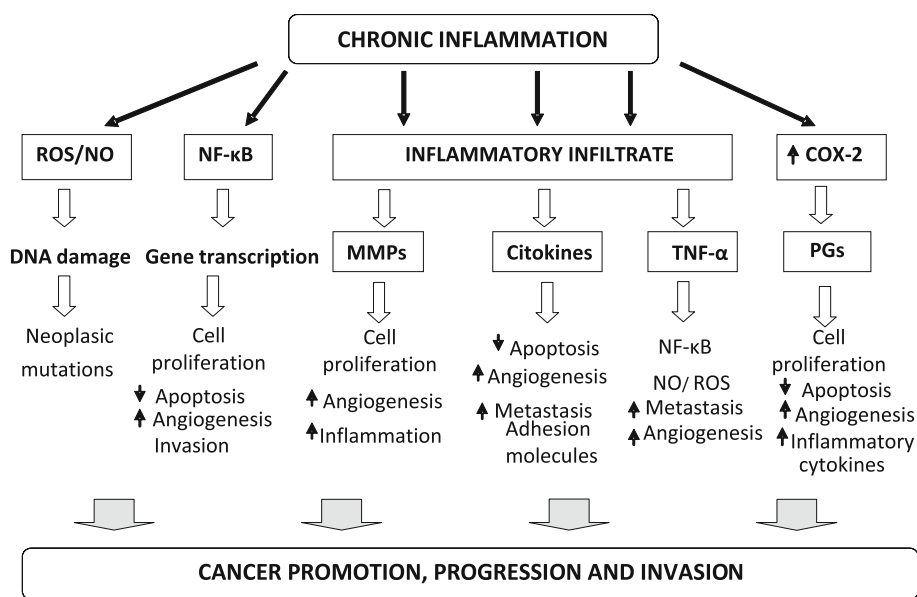 CHRONIC INFLAMMATION
ROS/NO
NF-κB
INFLAMMATORY INFILTRATE
COX-2
DNA damage
Gene transcription
MMPs
Citokines
TNF-α
PGs
Neoplasic
mutations
Cell
proliferation
Apoptosis
Angiogenesis
Invasion
Cell
proliferation
Angiogenesis
Inflammation
Apoptosis
Angiogenesis
Metastasis
Adhesion
molecules
NF-κB
NO/ ROS
Metastasis
Angiogenesis
Cell
proliferation
Apoptosis
Angiogenesis
Inflammatory
cytokines
CANCER PROMOTION, PROGRESSION AND INVASION